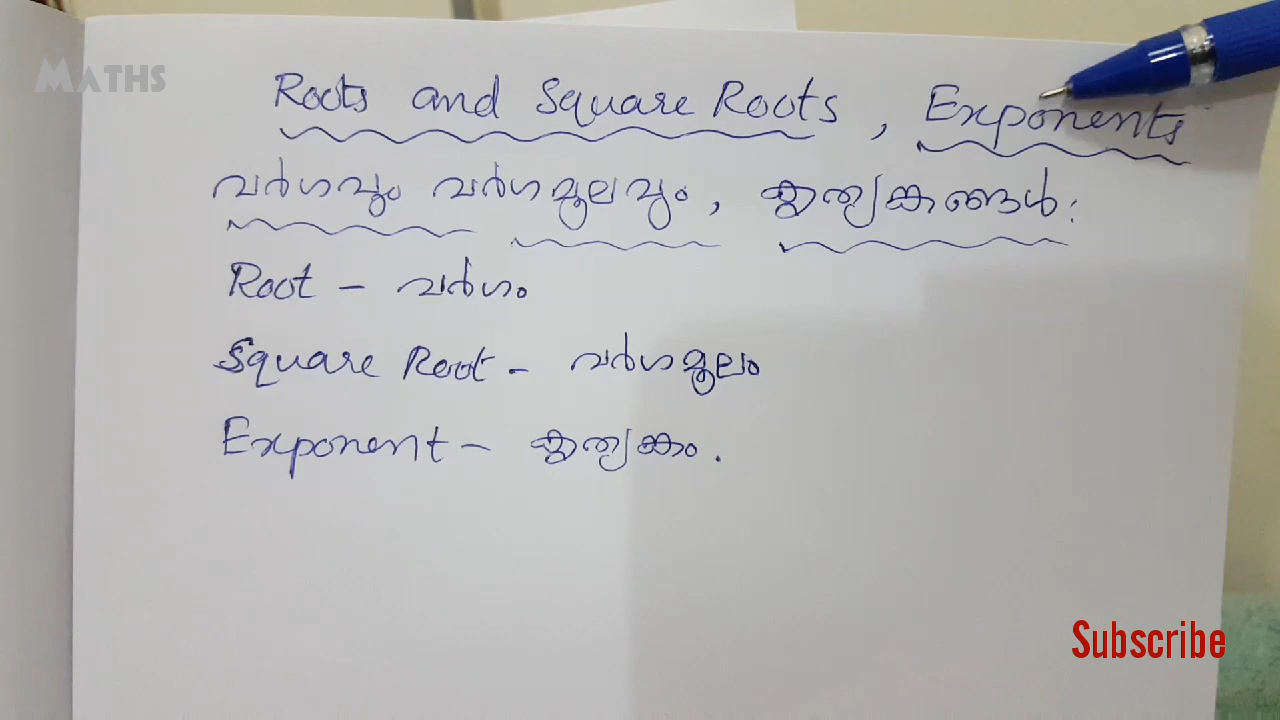 MATHS
Roots and Square Roots, Exponents
വർഗവും വർഗമൂലവും, കൃത്യങ്കങ്ങൾ:
Root - വർഗം
Square Root - വർഗമൂലം
Exponent - കൃത്യങ്കം.
Subscribe